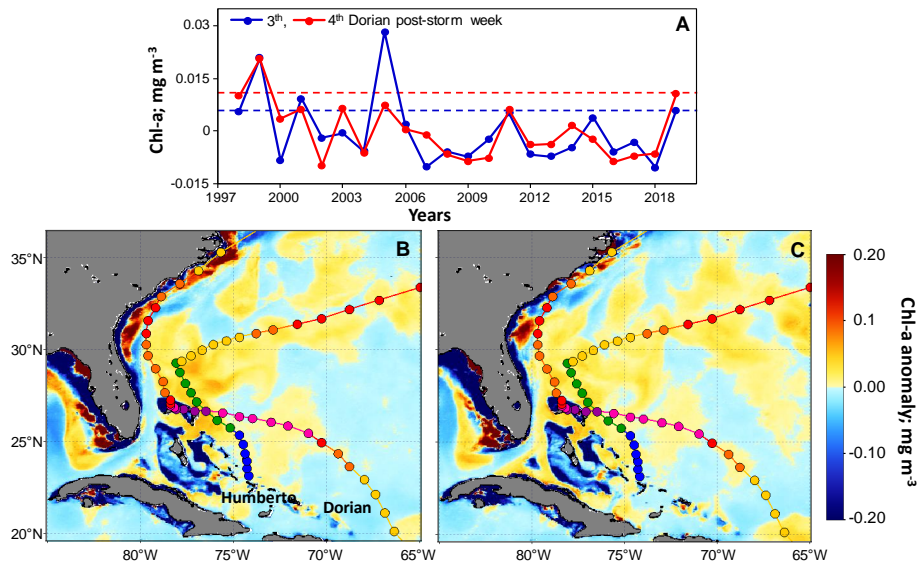 3th, 4th Dorian post-storm week
A
Chl-a; mg m-3
0.03
0.015
0
-0.015
1997 2000 2003 2006 2009 2012 2015 2018
Years
B
C
35°N
30°N
25°N
20°N
Humberto
Dorian
80°W 75°W 70°W 65°W
80°W 75°W 70°W 65°W
0.20
0.10
0.00
-0.10
-0.20
Chl-a anomaly; mg m-3